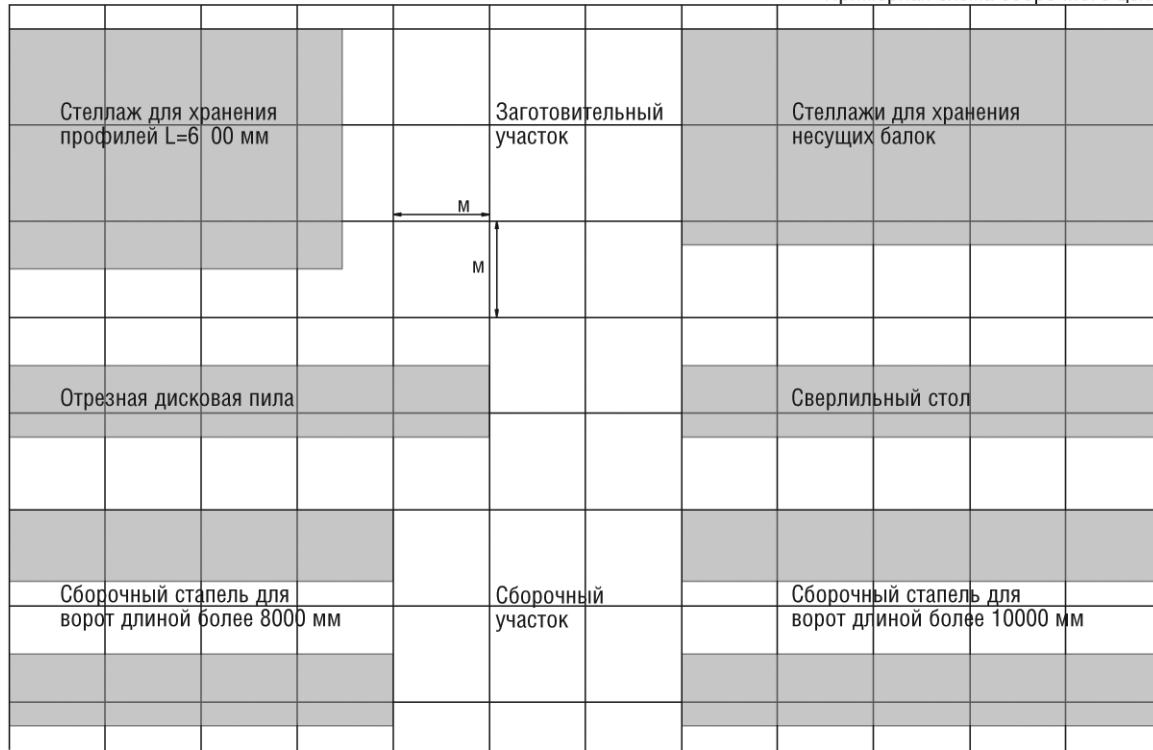 Стеллаж для хранения
профилей L=6 00 мм
Заготовительный
участок
Стеллажи для хранения
несущих балок
м
м
Отрезная дисковая пила
Сверлильный стол
Сборочный стапель для
ворот длиной более 8000 мм
Сборочный
участок
Сборочный стапель для
ворот длиной более 10000 мм